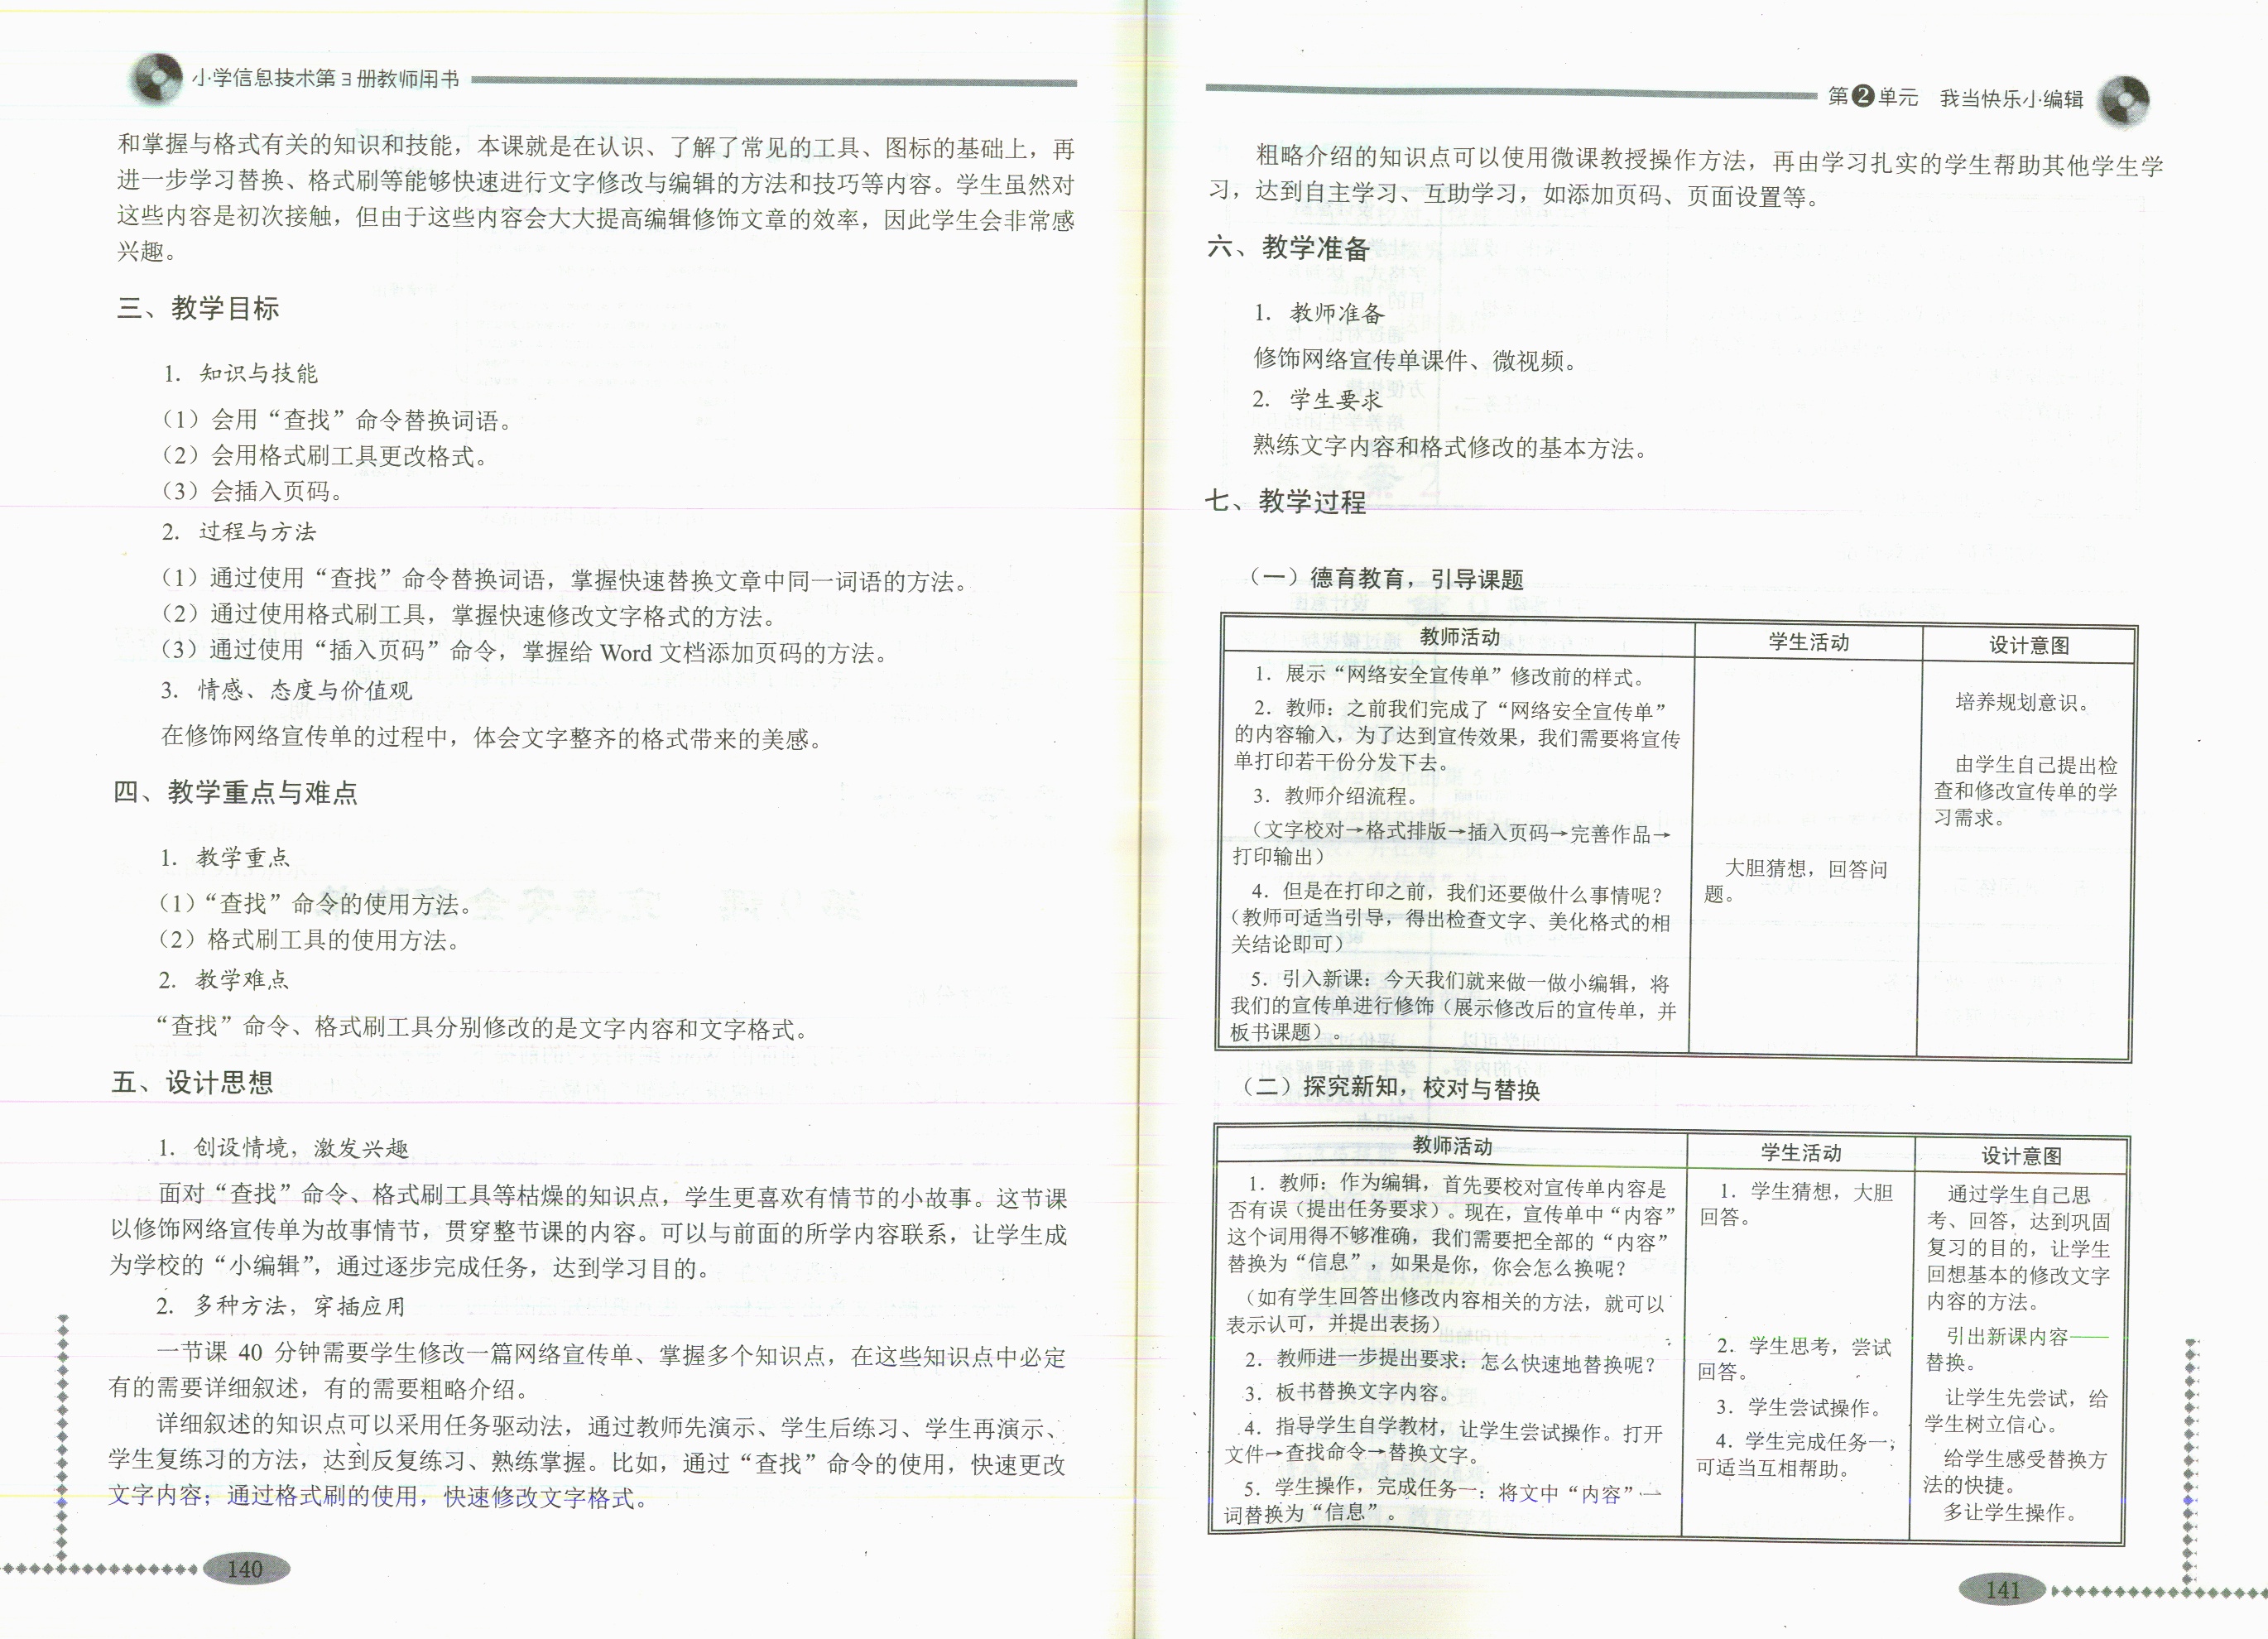 小学信息技术第3册教师用书
和掌握与格式有关的知识和技能，本课就是在认识、了解了常见的工具、图标的基础上，再
进一步学习替换、格式刷等能够快速进行文字修改与编辑的方法和技巧等内容。学生虽然对
这些内容是初次接触，但由于这些内容会大大提高编辑修饰文章的效率，因此学生会非常感
兴趣。
三、教学目标
1. 知识与技能
（1）会用“查找”命令替换词语。
（2）会用格式刷工具更改格式。
（3）会插入页码。
2. 过程与方法
（1）通过使用“查找”命令替换词语，掌握快速替换文章中同一词语的方法。
（2）通过使用格式刷工具，掌握快速修改文字格式的方法。
（3）通过使用“插入页码”命令，掌握给 Word 文档添加页码的方法。
3. 情感、态度与价值观
在修饰网络宣传单的过程中，体会文字整齐的格式带来的美感。
四、教学重点与难点
1. 教学重点
（1）“查找”命令的使用方法。
（2）格式刷工具的使用方法。
2. 教学难点
“查找”命令、格式刷工具分别修改的是文字内容和文字格式。
五、设计思想
1. 创设情境，激发兴趣
面对“查找”命令、格式刷工具等枯燥的知识点，学生更喜欢有情节的小故事。这节课
以修饰网络宣传单为故事情节，贯穿整节课的内容。可以与前面的所学内容联系，让学生成
为学校的“小编辑”，通过逐步完成任务，达到学习目的。
2. 多种方法，穿插应用
一节课 40 分钟需要学生修改一篇网络宣传单、掌握多个知识点，在这些知识点中必定
有的需要详细叙述，有的需要粗略介绍。
详细叙述的知识点可以采用任务驱动法，通过教师先演示、学生后练习、学生再演示、
学生复练习的方法，达到反复练习、熟练掌握。比如，通过“查找”命令的使用，快速更改
文字内容；通过格式刷的使用，快速修改文字格式。
140
第2单元 我当快乐小编辑
粗略介绍的知识点可以使用微课教授操作方法，再由学习扎实的学生帮助其他学生学
习，达到自主学习、互助学习，如添加页码、页面设置等。
六、教学准备
1. 教师准备
修饰网络宣传单课件、微视频。
2. 学生要求
熟练文字内容和格式修改的基本方法。
七、教学过程
（一）德育教育，引导课题
教师活动
学生活动
设计意图
1．展示“网络安全宣传单”修改前的样式。
2．教师：之前我们完成了“网络安全宣传单”
的内容输入，为了达到宣传效果，我们需要将宣传
单打印若干份分发下去。
3．教师介绍流程。
（文字校对→格式排版→插入页码→完善作品→
打印输出）
4．但是在打印之前，我们还要做什么事情呢？
（教师可适当引导，得出检查文字、美化格式的相
关结论即可）
5．引入新课：今天我们就来做一做小编辑，将
我们的宣传单进行修饰（展示修改后的宣传单，并
板书课题）。
大胆猜想，回答问
题。
培养规划意识。
由学生自己提出检
查和修改宣传单的学
习需求。
（二）探究新知，校对与替换
教师活动
学生活动
设计意图
1．教师：作为编辑，首先要校对宣传单内容是
否有误（提出任务要求）。现在，宣传单中“内容”
这个词用得不够准确，我们需要把全部的“内容”
替换为“信息”，如果是你，你会怎么换呢？
（如有学生回答出修改内容相关的方法，就可以
表示认可，并提出表扬）
2．教师进一步提出要求：怎么快速地替换呢？
3．板书替换文字内容。
4．指导学生自学教材，让学生尝试操作。打开
文件→查找命令→替换文字。
5．学生操作，完成任务一：将文中“内容”一
词替换为“信息”。
1．学生猜想，大胆
回答。
2．学生思考，尝试
回答。
3．学生尝试操作。
4．学生完成任务一，
可适当互相帮助。
通过学生自己思
考、回答，达到巩固
复习的目的，让学生
回想基本的修改文字
内容的方法。
引出新课内容——
替换。
让学生先尝试，给
学生树立信心。
给学生感受替换方
法的快捷。
多让学生操作。
141